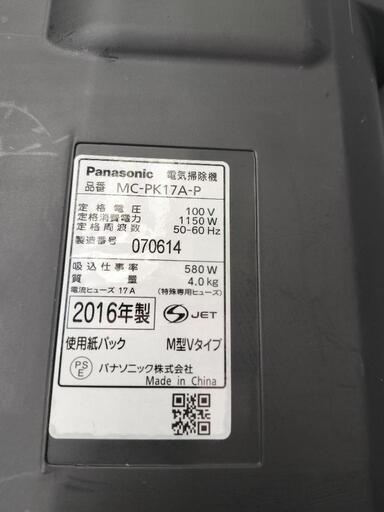 Panasonic 電気掃除機
品番 MC-PK17A-P
定格電圧 100 V
定格消費電力 1150 W
定格周波数 50-60 Hz
製造番号 070614
吸込仕事率 580 W
質量 4.0 kg
電流ヒューズ 17 A (特殊専用ヒューズ)
2016年製 S JET
使用紙パック M型Vタイプ
PS E パナソニック株式会社
Made in China